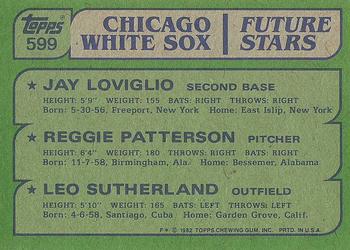 topps
599
CHICAGO WHITE SOX
FUTURE STARS
★ JAY LOVIGLIO SECOND BASE
HEIGHT: 5'9" WEIGHT: 155 BATS: RIGHT THROWS: RIGHT
Born: 5-30-56, Freeport, New York Home: East Islip, New York
★ REGGIE PATTERSON PITCHER
HEIGHT: 6'4" WEIGHT: 180 BATS: RIGHT THROWS: RIGHT
Born: 11-7-58, Birmingham, Ala. Home: Bessemer, Alabama
★ LEO SUTHERLAND OUTFIELD
HEIGHT: 5'10" WEIGHT: 165 BATS: LEFT THROWS: LEFT
Born: 4-6-58, Santiago, Cuba Home: Garden Grove, Calif.
F* © 1982 TOPPS CHEWING GUM, INC. PRTD. IN U.S.A.